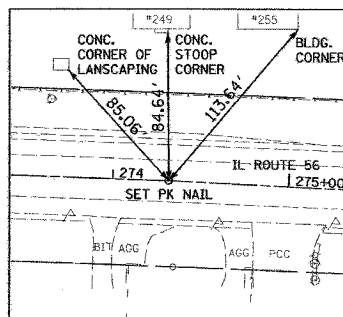 #249
#255
CONC.
CORNER OF
LANSCAPING
CONC.
STOOP
CORNER
BLDG.
CORNER
85.06'
84.64'
113.64'
IL ROUTE 56
274
275+00
SET PK NAIL
BIT
AGG
AGG
PCC